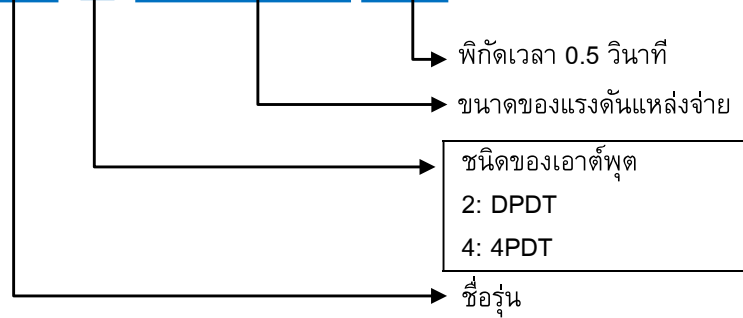 พิกัดเวลา 0.5 วินาที
ขนาดของแรงดันแหล่งจ่าย
ชนิดของเอาต์พุต
2: DPDT
4: 4PDT
ชื่อรุ่น